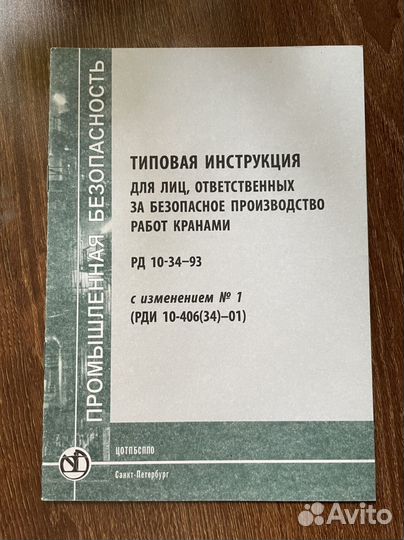 ПРОМЫШЛЕННАЯ БЕЗОПАСНОСТЬ
ТИПОВАЯ ИНСТРУКЦИЯ
ДЛЯ ЛИЦ, ОТВЕТСТВЕННЫХ
ЗА БЕЗОПАСНОЕ ПРОИЗВОДСТВО
РАБОТ КРАНАМИ
РД 10-34–93
с изменением № 1
(РДИ 10-406(34)–01)
ЦОТПБСППО
Санкт-Петербург
Avito